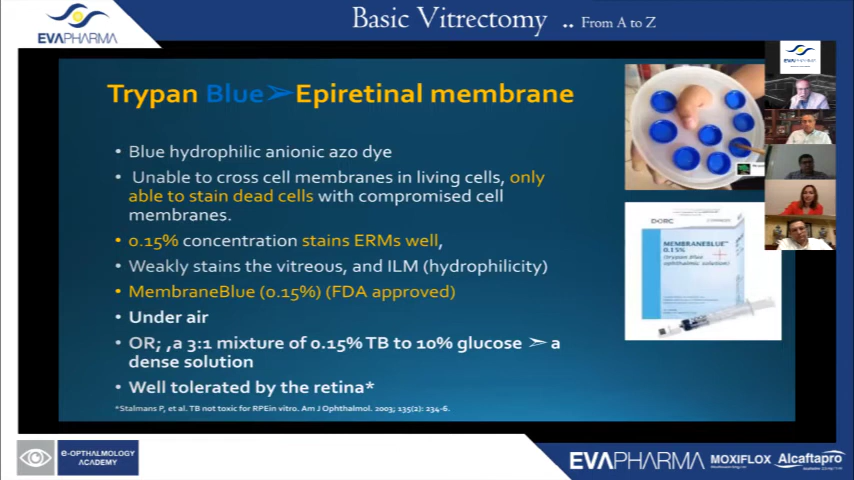 Basic Vitrectomy .. From A to Z
EVAPHARMA
Trypan Blue➢Epiretinal membrane
• Blue hydrophilic anionic azo dye
• Unable to cross cell membranes in living cells, only
able to stain dead cells with compromised cell
membranes.
• 0.15% concentration stains ERMs well,
• Weakly stains the vitreous, and ILM (hydrophilicity)
• MembraneBlue (0.15%) (FDA approved)
• Under air
• OR; ,a 3:1 mixture of 0.15% TB to 10% glucose ➢ a
dense solution
• Well tolerated by the retina*
*Stalmans P, et al. TB not toxic for RPEin vitro. Am J Ophthalmol. 2003; 135(2): 234-6.
DORC
MEMBRANEBLUE™
0.15%
(trypan blue
ophthalmic solution)
EVAPHARMA
e-OPTHALMOLOGY
ACADEMY
EVAPHARMA MOXIFLOX Alcaftapro